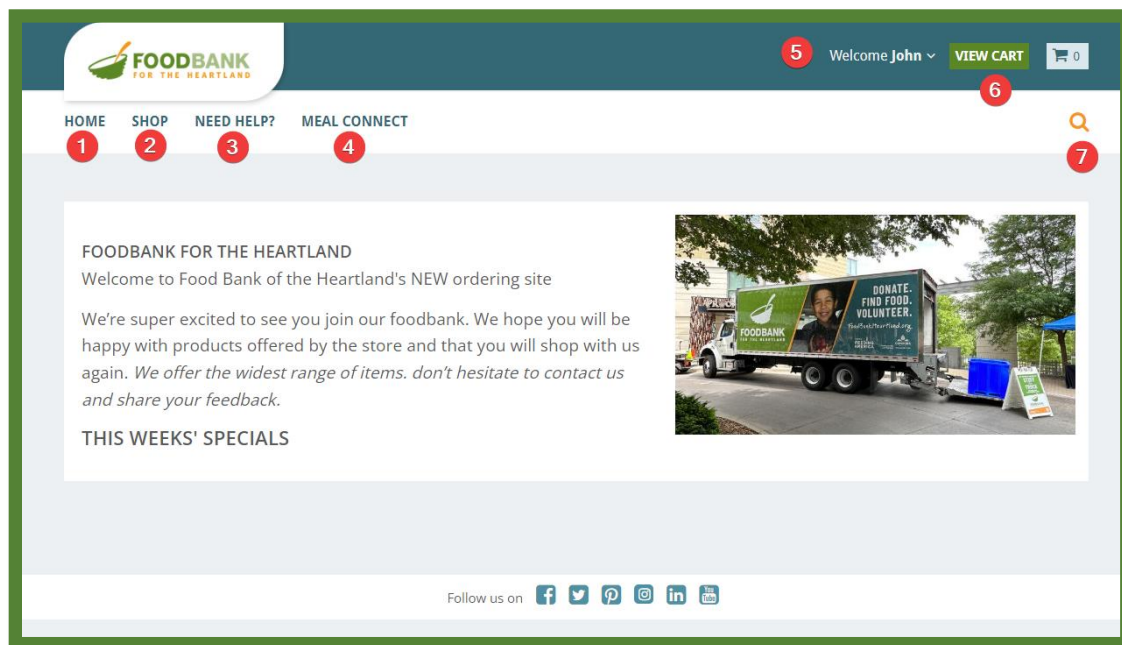 FOODBANK
FOR THE HEARTLAND
5 Welcome John VIEW CART 0
6
HOME SHOP NEED HELP? MEAL CONNECT
1 2 3 4 7
FOODBANK FOR THE HEARTLAND
Welcome to Food Bank of the Heartland's NEW ordering site
We're super excited to see you join our foodbank. We hope you will be
happy with products offered by the store and that you will shop with us
again. We offer the widest range of items. don't hesitate to contact us
and share your feedback.
THIS WEEKS' SPECIALS
DONATE.
FIND FOOD.
VOLUNTEER.
FoodBankHeartland.org
FOODBANK
FOR THE HEARTLAND
Follow us on
You
Tube